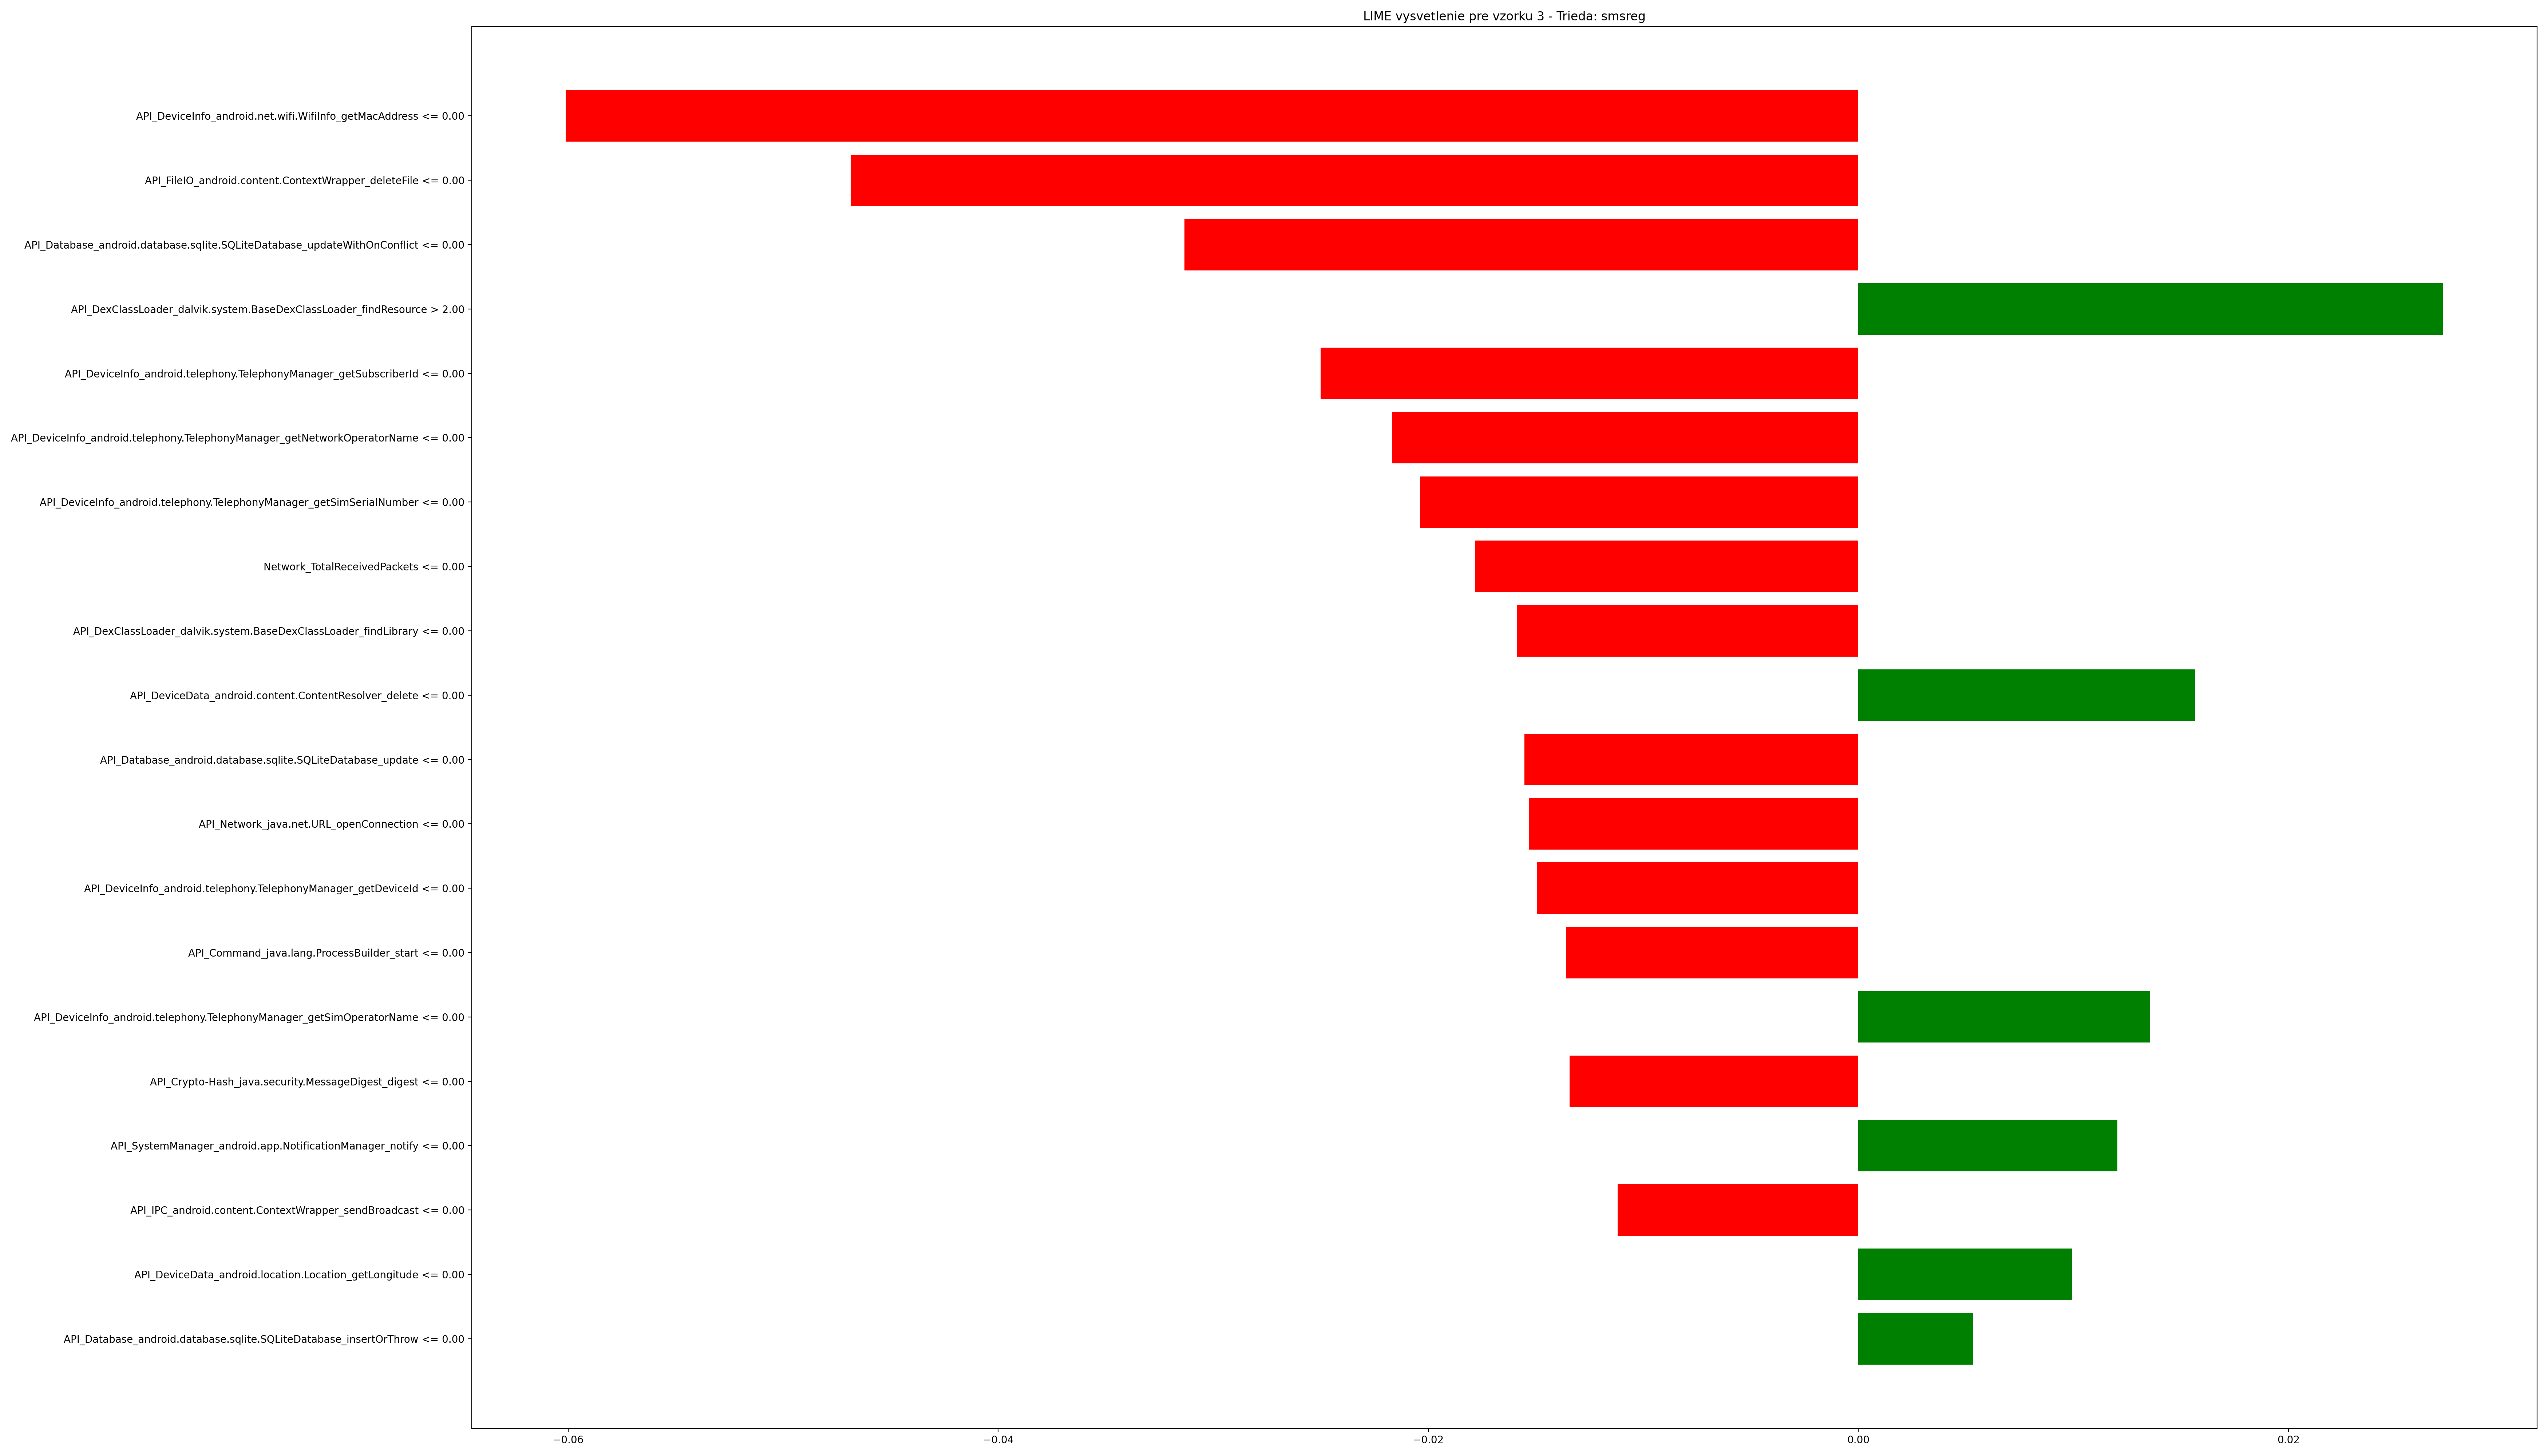 LIME vysvetlenie pre vzorku 3 - Trieda: smsreg
API_DeviceInfo_android.net.wifi.WifiInfo_getMacAddress <= 0.00
API_FileIO_android.content.ContextWrapper_deleteFile <= 0.00
API_Database_android.database.sqlite.SQLiteDatabase_updateWithOnConflict <= 0.00
API_DexClassLoader_dalvik.system.BaseDexClassLoader_findResource > 2.00
API_DeviceInfo_android.telephony.TelephonyManager_getSubscriberId <= 0.00
API_DeviceInfo_android.telephony.TelephonyManager_getNetworkOperatorName <= 0.00
API_DeviceInfo_android.telephony.TelephonyManager_getSimSerialNumber <= 0.00
Network_TotalReceivedPackets <= 0.00
API_DexClassLoader_dalvik.system.BaseDexClassLoader_findLibrary <= 0.00
API_DeviceData_android.content.ContentResolver_delete <= 0.00
API_Database_android.database.sqlite.SQLiteDatabase_update <= 0.00
API_Network_java.net.URL_openConnection <= 0.00
API_DeviceInfo_android.telephony.TelephonyManager_getDeviceId <= 0.00
API_Command_java.lang.ProcessBuilder_start <= 0.00
API_DeviceInfo_android.telephony.TelephonyManager_getSimOperatorName <= 0.00
API_Crypto-Hash_java.security.MessageDigest_digest <= 0.00
API_SystemManager_android.app.NotificationManager_notify <= 0.00
API_IPC_android.content.ContextWrapper_sendBroadcast <= 0.00
API_DeviceData_android.location.Location_getLongitude <= 0.00
API_Database_android.database.sqlite.SQLiteDatabase_insertOrThrow <= 0.00
−0.06 −0.04 −0.02 0.00 0.02